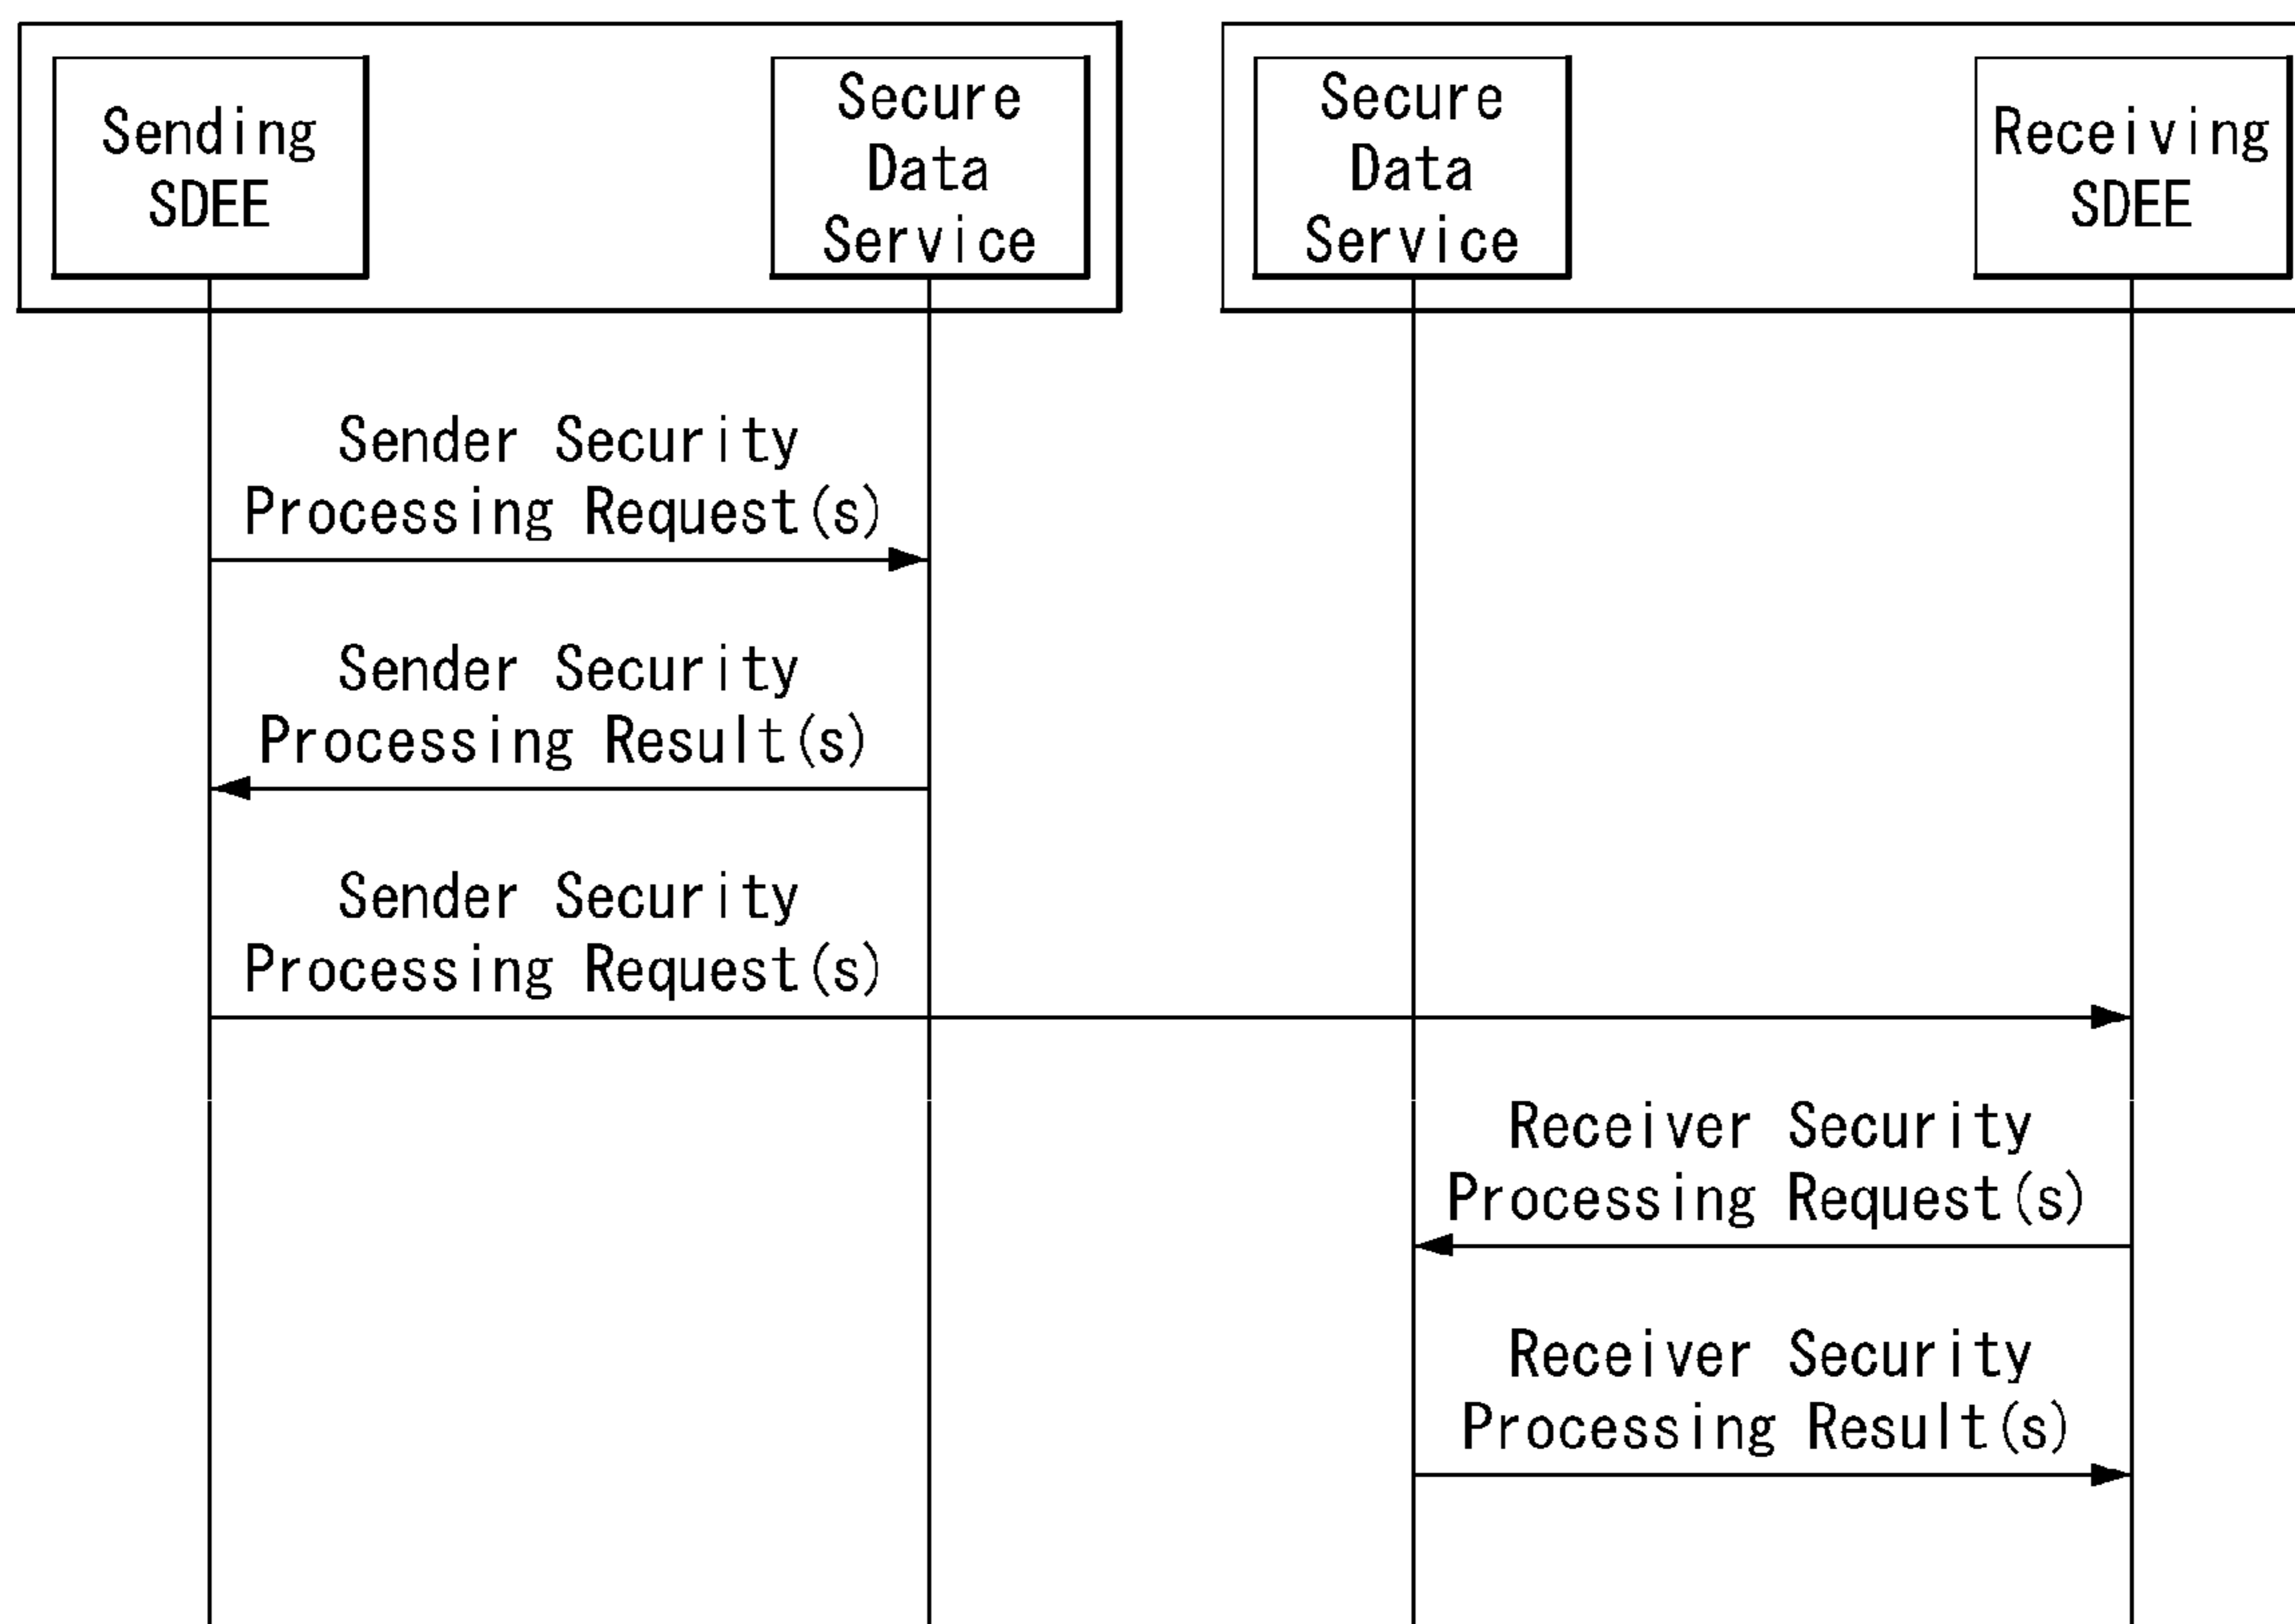 Sending
SDEE
Secure
Data
Service
Secure
Data
Service
Receiving
SDEE
Sender Security
Processing Request(s)
Sender Security
Processing Result(s)
Sender Security
Processing Request(s)
Receiver Security
Processing Request(s)
Receiver Security
Processing Result(s)